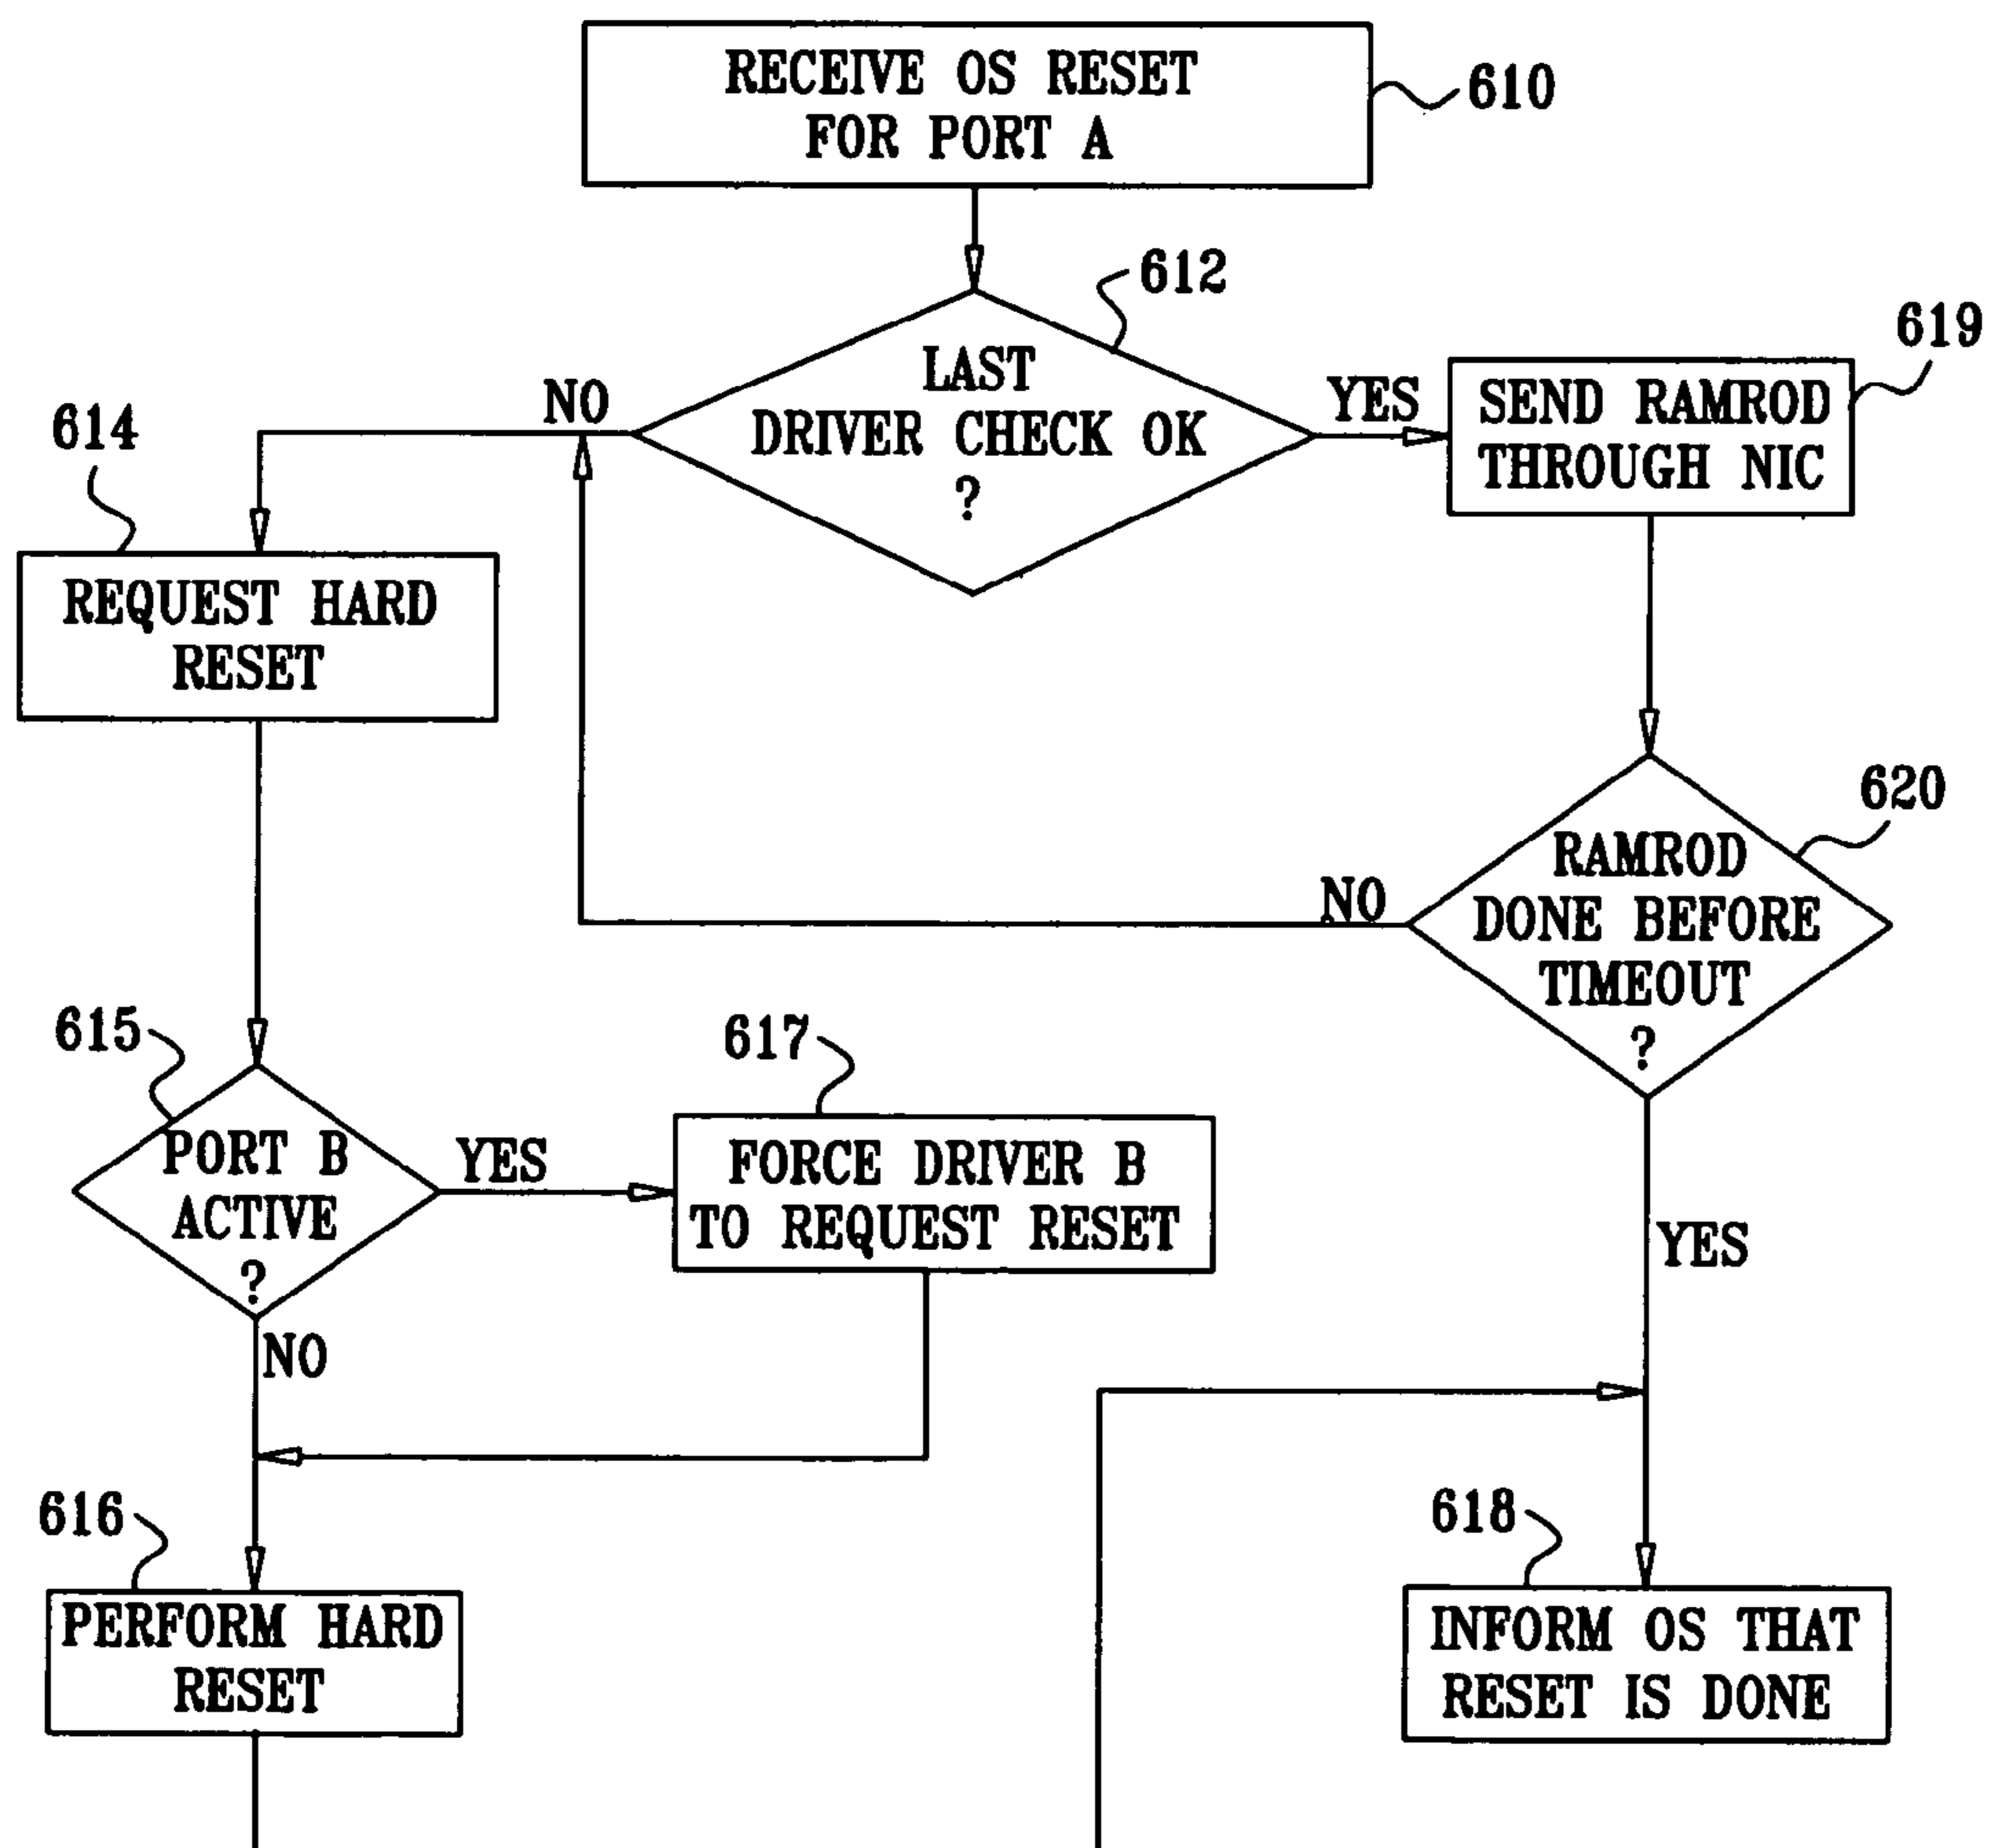 RECEIVE OS RESET
FOR PORT A
610
612
LAST
DRIVER CHECK OK
?
NO
YES
619
SEND RAMROD
THROUGH NIC
614
REQUEST HARD
RESET
620
RAMROD
DONE BEFORE
TIMEOUT
?
NO
YES
615
PORT B
ACTIVE
?
YES
NO
617
FORCE DRIVER B
TO REQUEST RESET
616
PERFORM HARD
RESET
618
INFORM OS THAT
RESET IS DONE